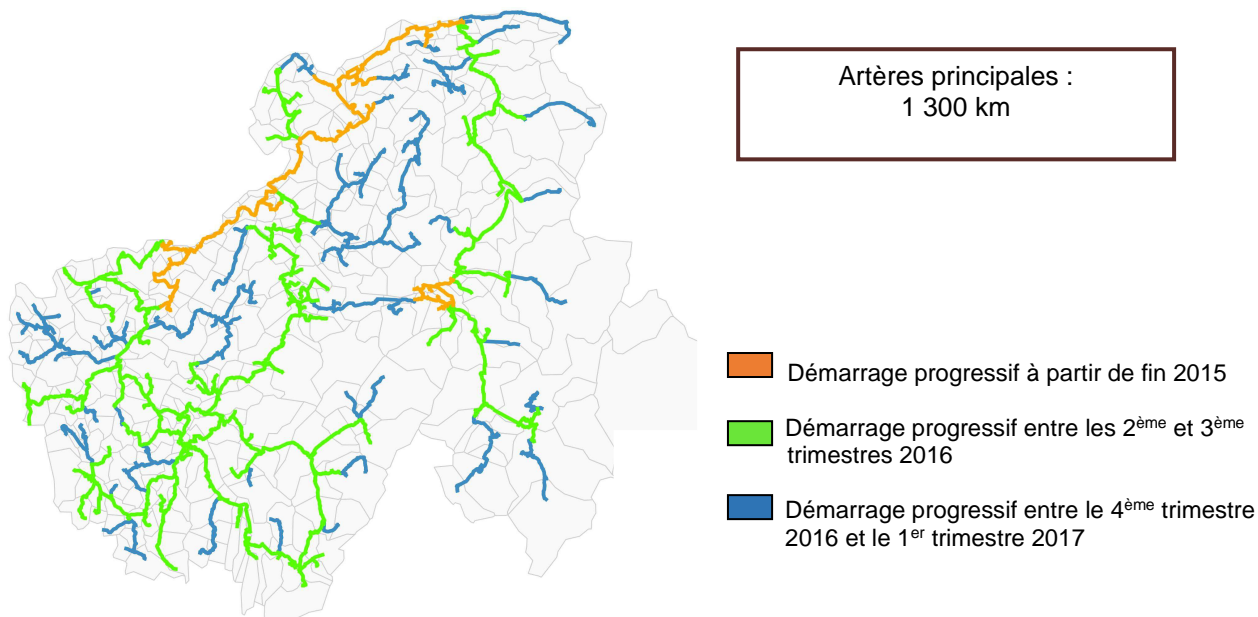 Artères principales :
1 300 km
Démarrage progressif à partir de fin 2015
Démarrage progressif entre les 2ème et 3ème
trimestres 2016
Démarrage progressif entre le 4ème trimestre
2016 et le 1er trimestre 2017